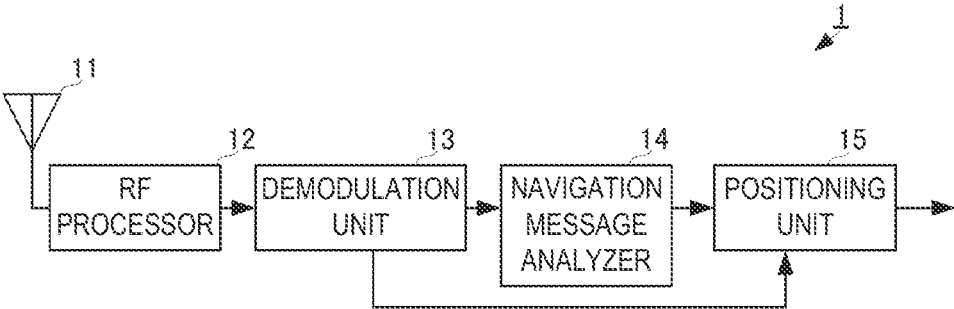 1
11
12
13
14
15
RF
PROCESSOR
DEMODULATION
UNIT
NAVIGATION
MESSAGE
ANALYZER
POSITIONING
UNIT